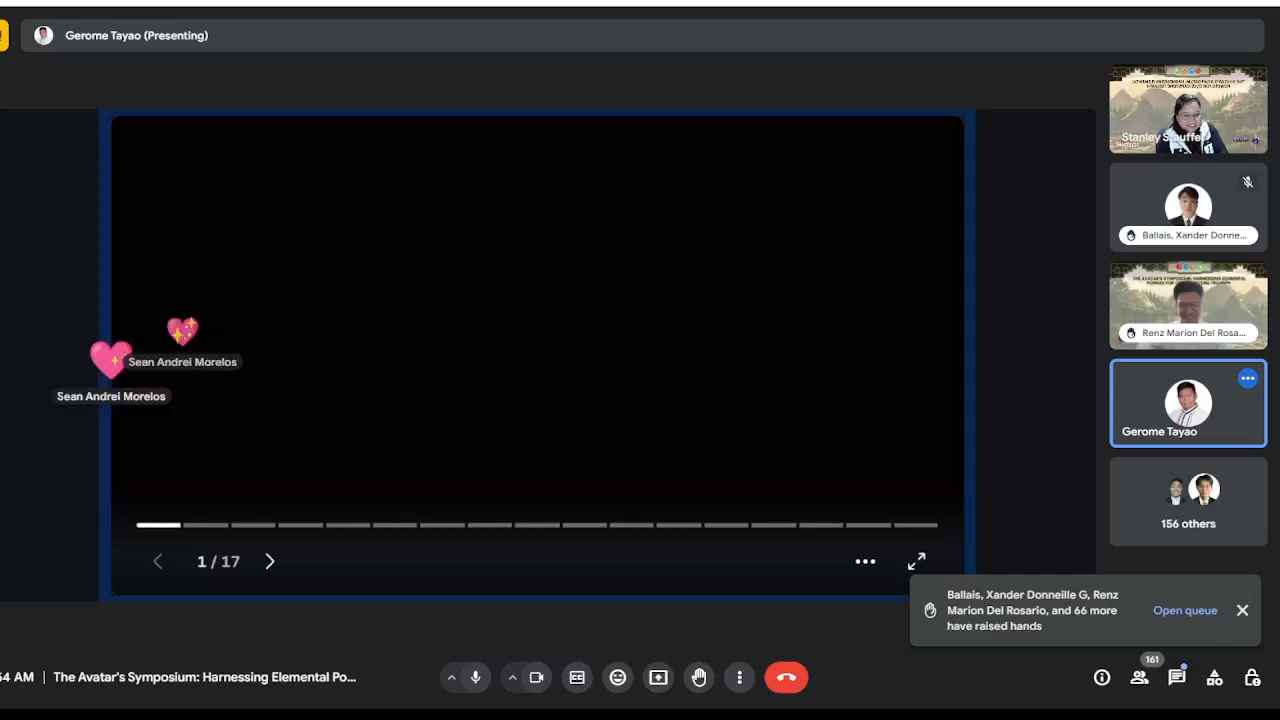 Gerome Tayao (Presenting)
Stanley Stauffe
Ballais, Xander Donne...
THE AVATAR'S SYMPOSIUM: HARNESSING ELEMENTAL
Renz Marion Del Rosa...
Gerome Tayao
156 others
Sean Andrei Morelos
Sean Andrei Morelos
1 / 17
Ballais, Xander Donneille G, Renz
Marion Del Rosario, and 66 more
have raised hands
Open queue
54 AM | The Avatar's Symposium: Harnessing Elemental Po...
161